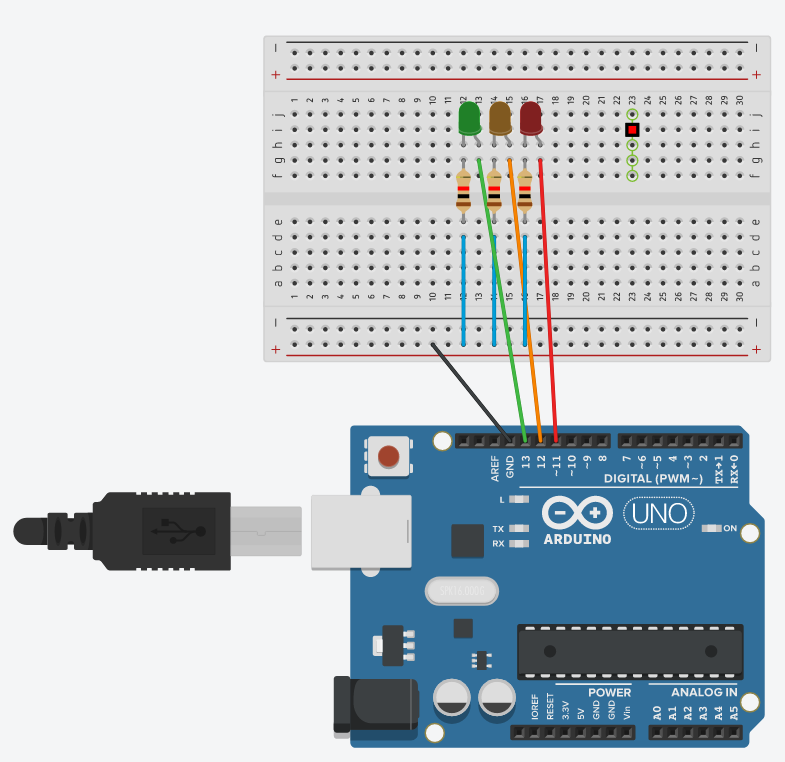 − −
+ +
1 2 3 4 5 6 7 8 9 10 11 12 13 14 15 16 17 18 19 20 21 22 23 24 25 26 27 28 29 30
j j
i i
h h
g g
f f
e e
d d
c c
b b
a a
1 2 3 4 5 6 7 8 9 10 11 12 13 14 15 16 17 18 19 20 21 22 23 24 25 26 27 28 29 30
− −
+ +
AREF GND 13 12 ~11 ~10 ~9 8 7 ~6 ~5 4 ~3 2 TX→1 RX←0
DIGITAL (PWM~)
L
TX
RX
ARDUINO
UNO
ON
POWER
ANALOG IN
IOREF RESET 3.3V 5V GND GND Vin A0 A1 A2 A3 A4 A5